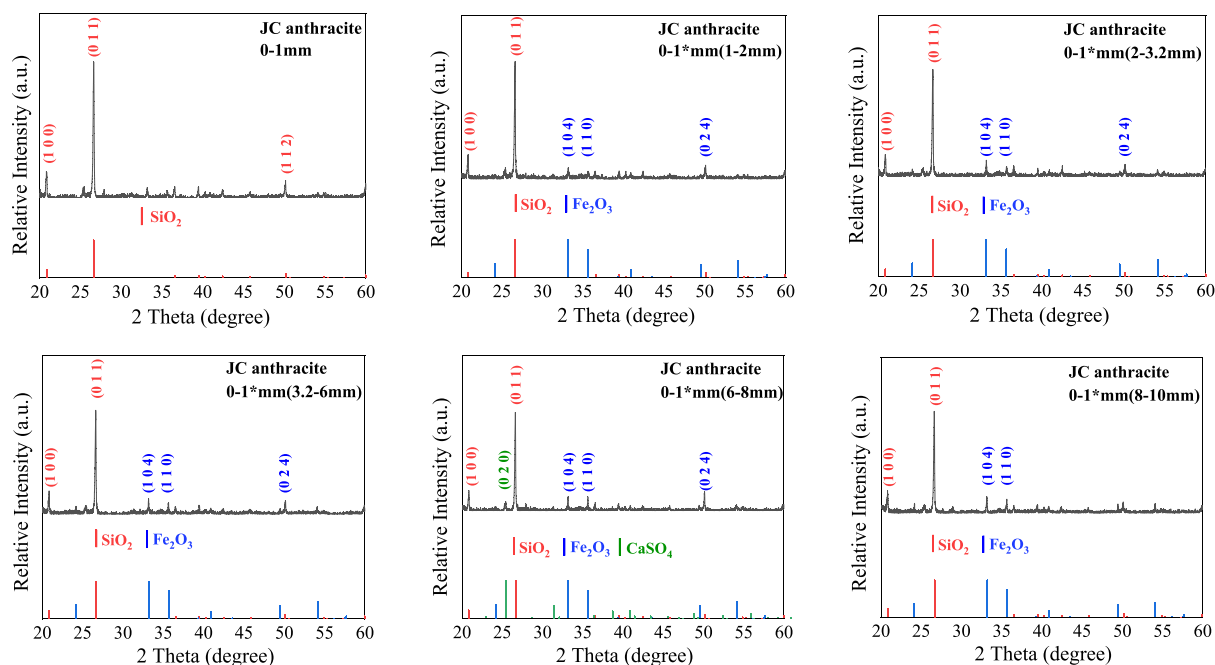 JC anthracite
0-1mm
(0 1 1)
(1 0 0)
(1 1 2)
SiO₂
Relative Intensity (a.u.)
20 25 30 35 40 45 50 55 60
2 Theta (degree)
JC anthracite
0-1*mm(1-2mm)
(0 1 1)
(1 0 0)
(1 0 4)
(1 1 0)
(0 2 4)
SiO₂ Fe₂O₃
Relative Intensity (a.u.)
20 25 30 35 40 45 50 55 60
2 Theta (degree)
JC anthracite
0-1*mm(2-3.2mm)
(0 1 1)
(1 0 0)
(1 0 4)
(1 1 0)
(0 2 4)
SiO₂ Fe₂O₃
Relative Intensity (a.u.)
20 25 30 35 40 45 50 55 60
2 Theta (degree)
JC anthracite
0-1*mm(3.2-6mm)
(0 1 1)
(1 0 0)
(1 0 4)
(1 1 0)
(0 2 4)
SiO₂ Fe₂O₃
Relative Intensity (a.u.)
20 25 30 35 40 45 50 55 60
2 Theta (degree)
JC anthracite
0-1*mm(6-8mm)
(0 1 1)
(1 0 0)
(0 2 0)
(1 0 4)
(1 1 0)
(0 2 4)
SiO₂ Fe₂O₃ CaSO₄
Relative Intensity (a.u.)
20 25 30 35 40 45 50 55 60
2 Theta (degree)
JC anthracite
0-1*mm(8-10mm)
(0 1 1)
(1 0 0)
(1 0 4)
(1 1 0)
SiO₂ Fe₂O₃
Relative Intensity (a.u.)
20 25 30 35 40 45 50 55 60
2 Theta (degree)